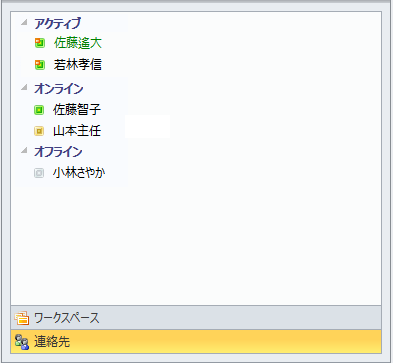 アクティブ
佐藤遙大
若林孝信
オンライン
佐藤智子
山本主任
オフライン
小林さやか
ワークスペース
連絡先